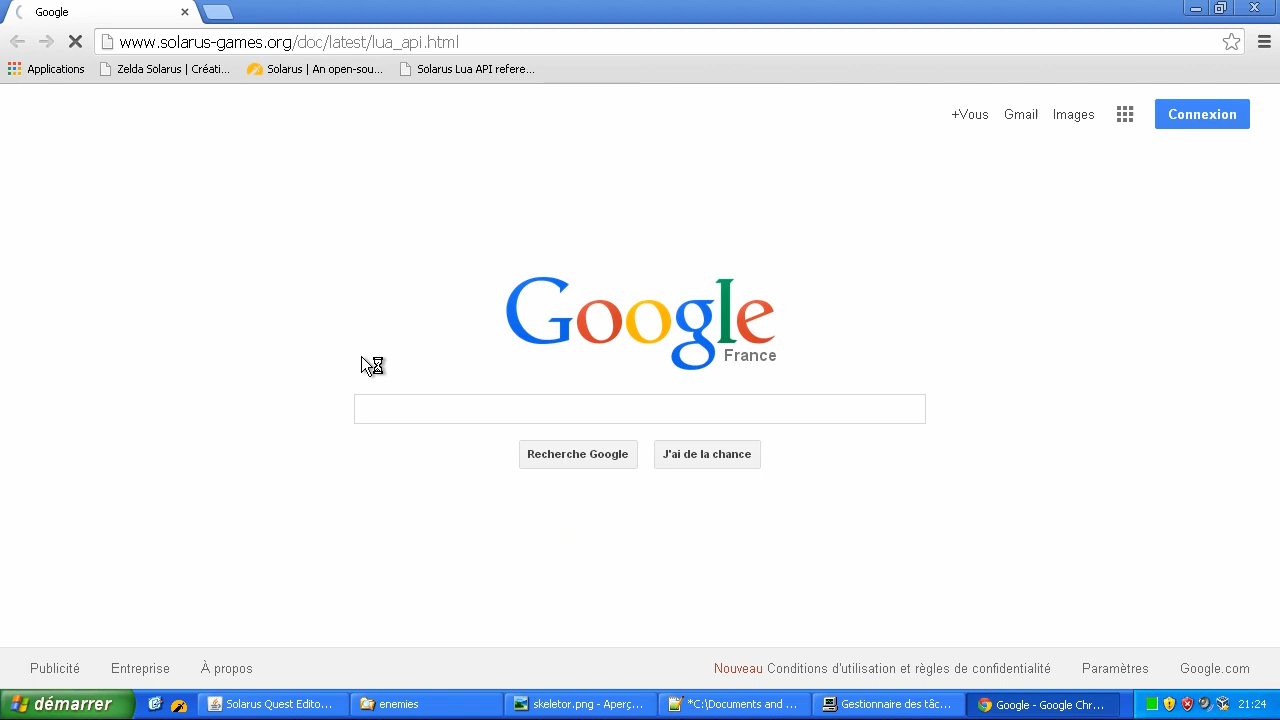 Google
www.solarus-games.org/doc/latest/lua_api.html
Applications
Zelda Solarus | Créati...
Solarus | An open-sou...
Solarus Lua API refere...
+Vous
Gmail
Images
Connexion
Google
France
Recherche Google
J'ai de la chance
Publicité
Entreprise
À propos
Nouveau Conditions d'utilisation et règles de confidentialité
Paramètres
Google.com
démarrer
Solarus Quest Edito...
enemies
skeletor.png - Aperç...
*C:\Documents and ...
Gestionnaire des tâc...
Google - Google Chr...
21:24